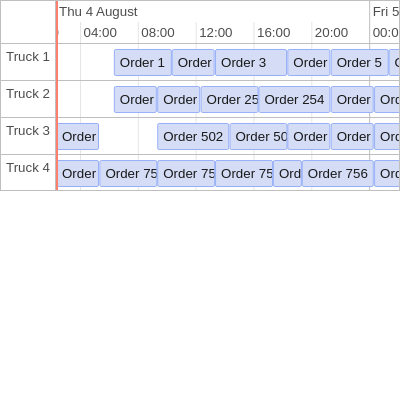 Thu 4 August Fri 5
04:00 08:00 12:00 16:00 20:00 00:0
Truck 1 Order 1 Order Order 3 Order Order 5
Truck 2 Order Order Order 25 Order 254 Order Ord
Truck 3 Order Order 502 Order 50 Order Order Ord
Truck 4 Order Order 75 Order 75 Order 75 Ord Order 756 Ord